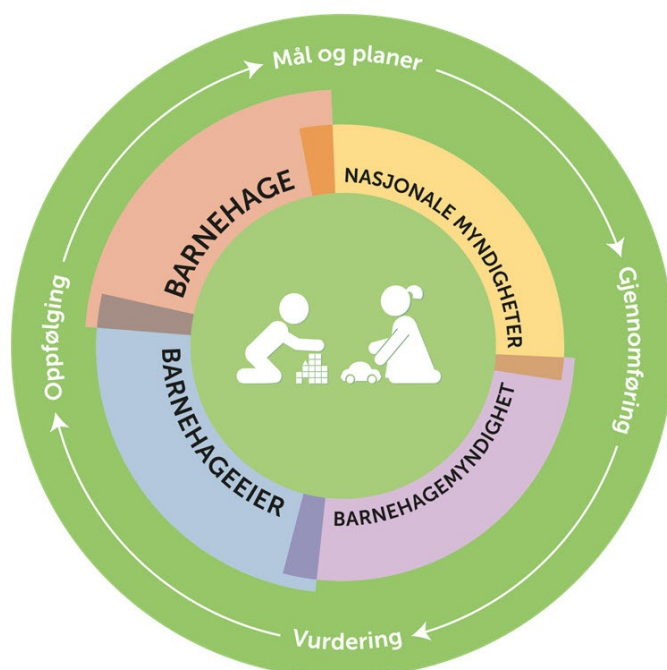 Mål og planer
Gjennomføring
Vurdering
Oppfølging
BARNEHAGE
NASJONALE MYNDIGHETER
BARNEHAGEMYNDIGHET
BARNEHAGEEIER